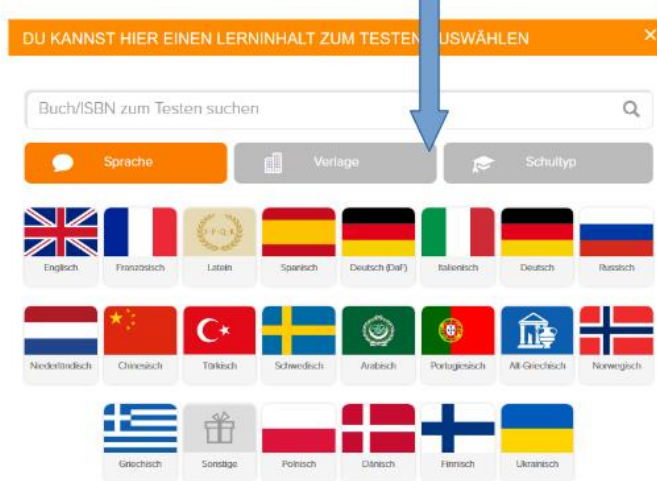 DU KANNST HIER EINEN LERNINHALT ZUM TESTEN USWÄHLEN ×
Buch/ISBN zum Testen suchen
Sprache Verlage Schultyp
SPQR
Englisch Französisch Latein Spanisch Deutsch (DaF) Italienisch Deutsch Russisch
Niederländisch Chinesisch Türkisch Schwedisch Arabisch Portugiesisch Alt-Griechisch Norwegisch
Griechisch Sonstige Polnisch Dänisch Finnisch Ukrainisch